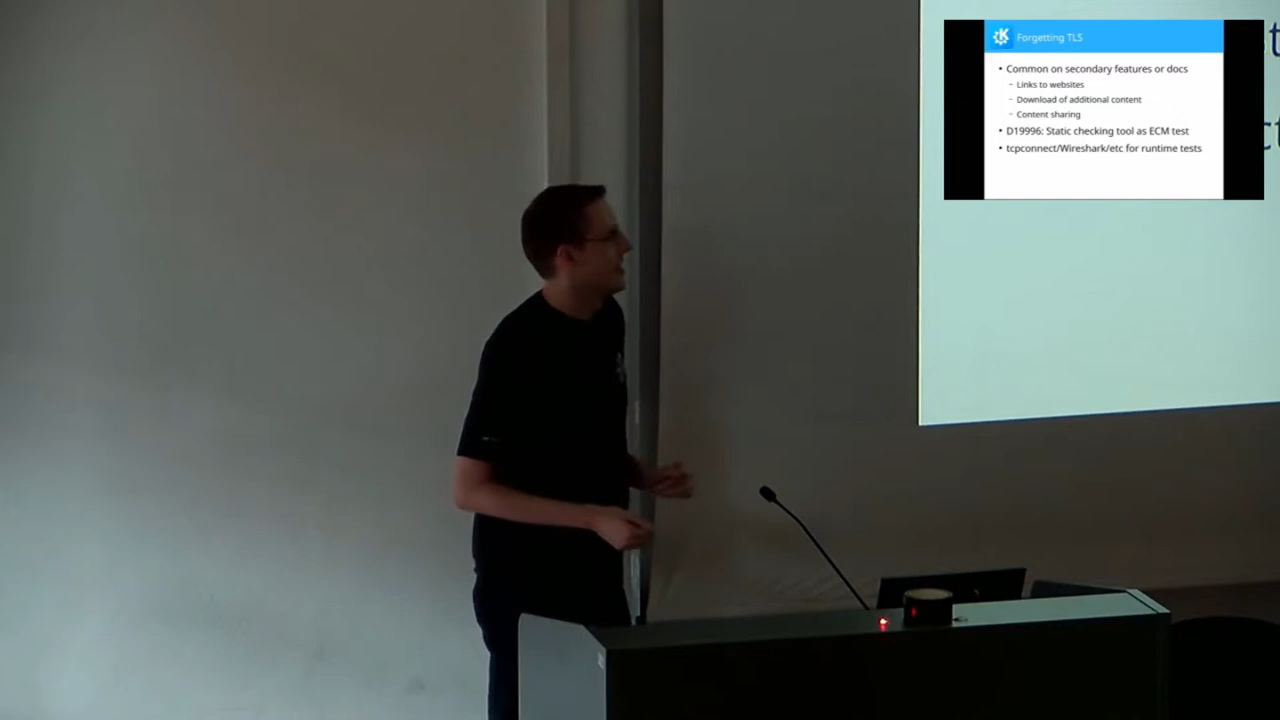 Forgetting TLS
• Common on secondary features or docs
– Links to websites
– Download of additional content
– Content sharing
• D19996: Static checking tool as ECM test
• tcpconnect/Wireshark/etc for runtime tests